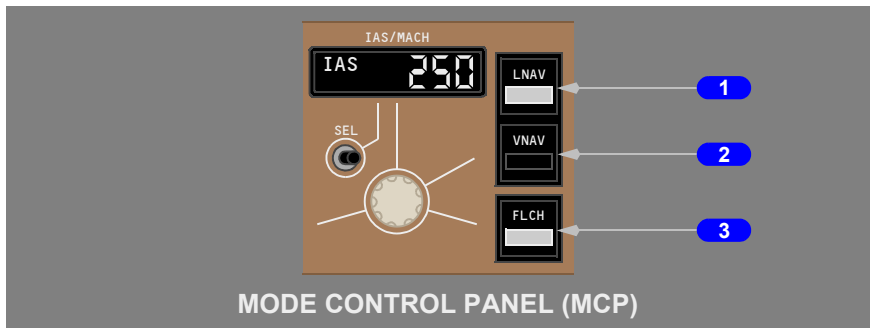 IAS/MACH
IAS 250
LNAV
1
SEL
VNAV
2
FLCH
3
MODE CONTROL PANEL (MCP)